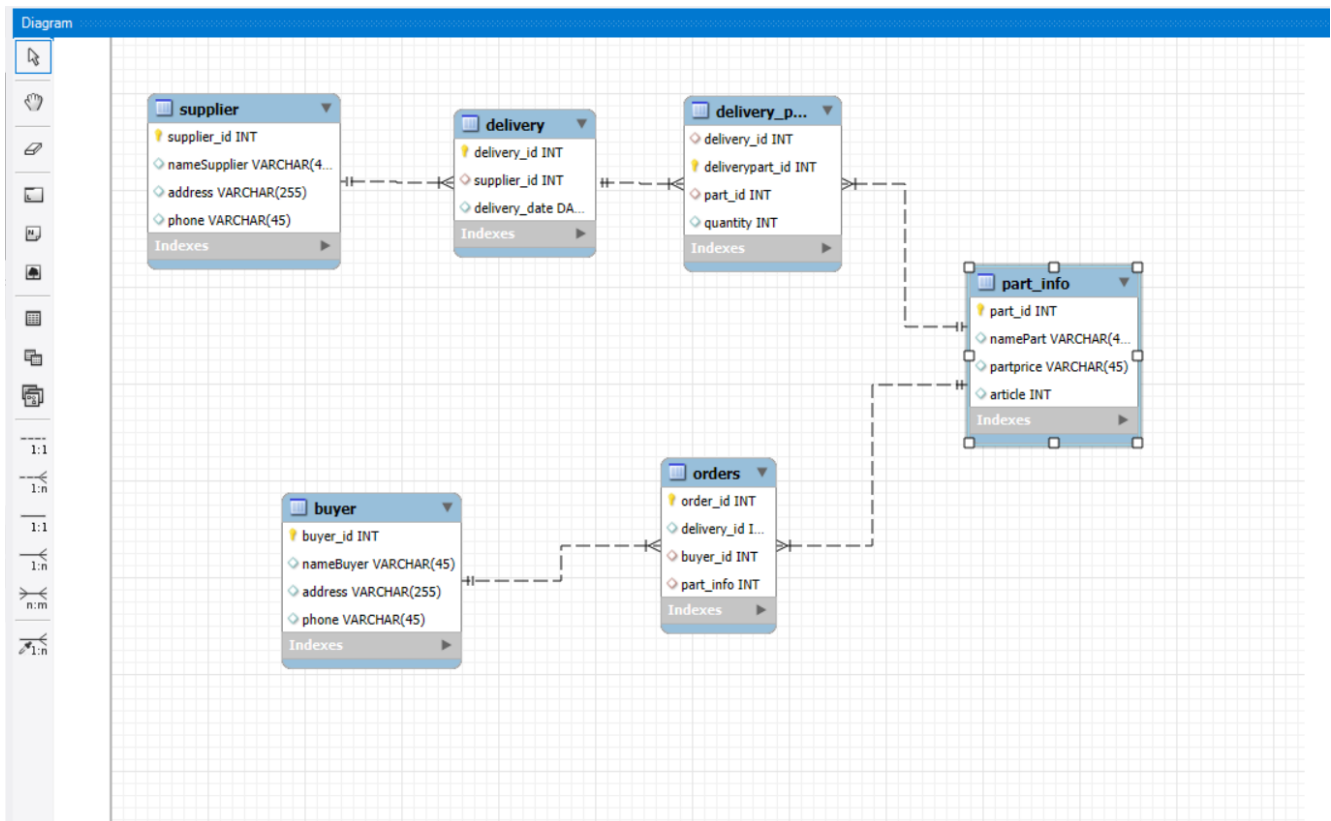 Diagram
supplier
supplier_id INT
nameSupplier VARCHAR(4...
address VARCHAR(255)
phone VARCHAR(45)
Indexes
delivery
delivery_id INT
supplier_id INT
delivery_date DA...
Indexes
delivery_p...
delivery_id INT
deliverypart_id INT
part_id INT
quantity INT
Indexes
part_info
part_id INT
namePart VARCHAR(4...
partprice VARCHAR(45)
article INT
Indexes
orders
order_id INT
delivery_id I...
buyer_id INT
part_info INT
Indexes
buyer
buyer_id INT
nameBuyer VARCHAR(45)
address VARCHAR(255)
phone VARCHAR(45)
Indexes
1:1
1:n
1:1
1:n
n:m
1:n